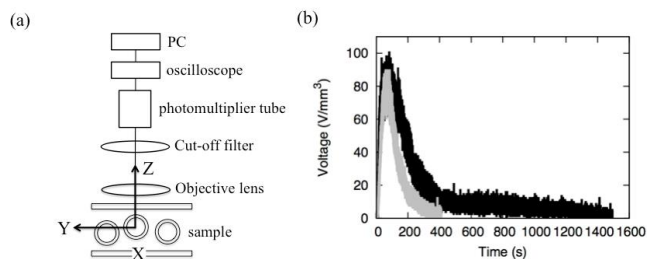 (a)
PC
oscilloscope
photomultiplier tube
Cut-off filter
Z
Objective lens
Y
sample
X
(b)
Voltage (V/mm³)
100
80
60
40
20
0
0 200 400 600 800 1000 1200 1400 1600
Time (s)